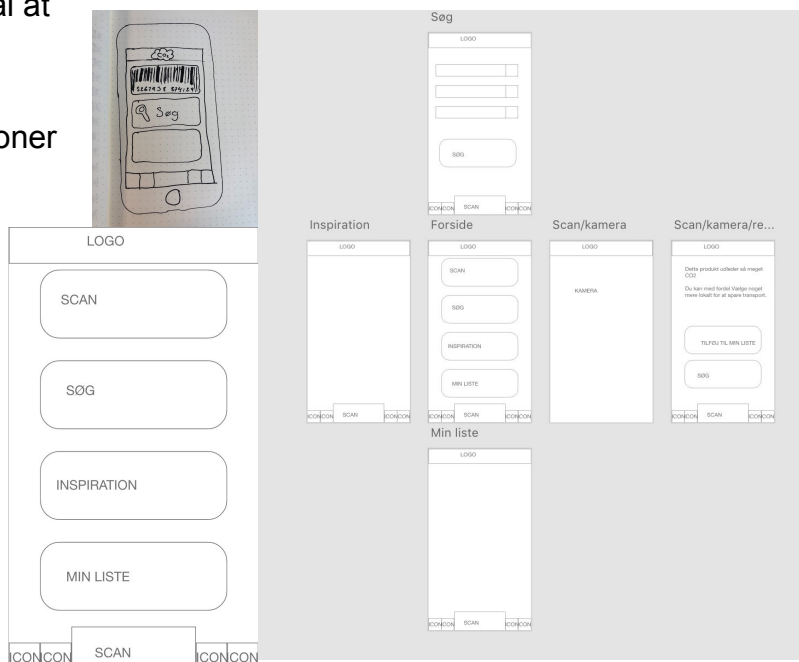 al at
oner
CO2
Søg
LOGO
SCAN
SØG
INSPIRATION
MIN LISTE
ICON ICON SCAN ICON ICON
Søg
LOGO
SØG
ICON ICON SCAN ICON ICON
Inspiration
LOGO
ICON ICON SCAN ICON ICON
Forside
LOGO
SCAN
SØG
INSPIRATION
MIN LISTE
ICON ICON SCAN ICON ICON
Scan/kamera
LOGO
KAMERA
Scan/kamera/re...
LOGO
Dette produkt udleder så meget
CO2
Du kan med fordel Vælge noget
mere lokalt for at spare transport.
TILFØJ TIL MIN LISTE
SØG
ICON ICON SCAN ICON ICON
Min liste
LOGO
ICON ICON SCAN ICON ICON